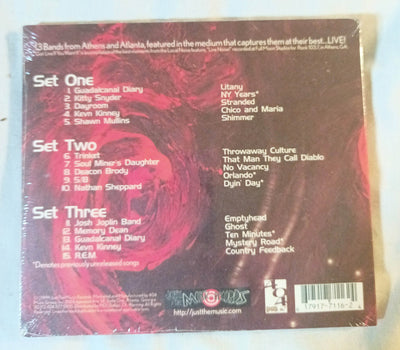 13 Bands from Athens and Atlanta, featured in the medium that captures them at their best...LIVE!
Set One
1. Guadalcanal Diary Litany
2. Kitty Snyder NY Years*
3. Dayroom Stranded
4. Kevn Kinney Chico and Maria
5. Shawn Mullins Shimmer
Set Two
6. Trinket Throwaway Culture
7. Soul Miner's Daughter That Man They Call Diablo
8. Deacon Brody No Vacancy
9. S/B Orlando*
10. Nathan Sheppard Dyin' Day*
Set Three
11. Josh Joplin Band Emptyhead
12. Memory Dean Ghost
13. Guadalcanal Diary Ten Minutes*
14. Kevn Kinney Mystery Road*
15. R.E.M. Country Feedback
*Denotes previously unreleased songs
http://justthemusic.com
17917-7116-2